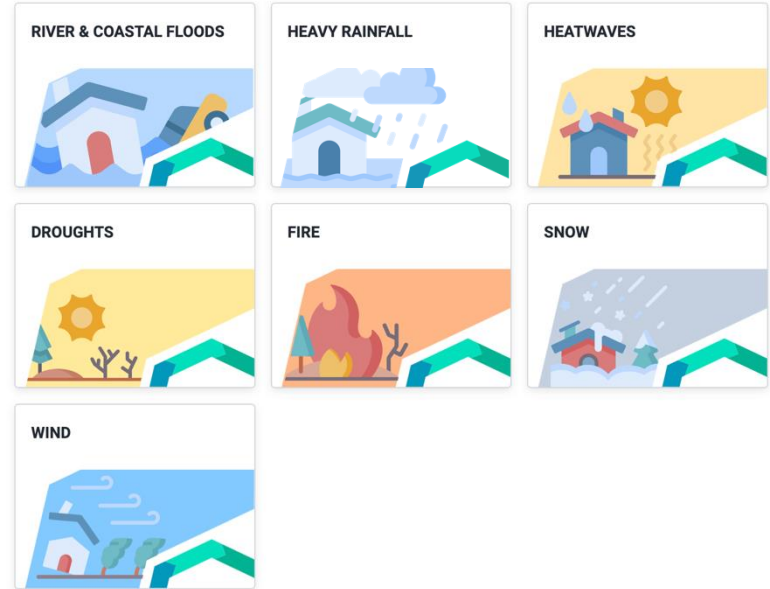 RIVER & COASTAL FLOODS
HEAVY RAINFALL
HEATWAVES
DROUGHTS
FIRE
SNOW
WIND